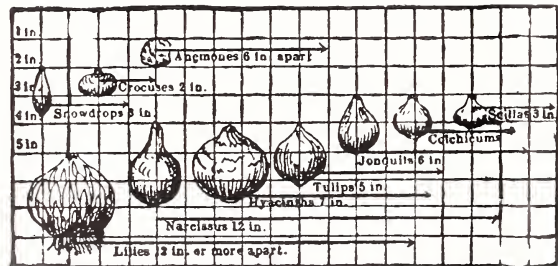 1 in.
2 in.
Anemones 6 in. apart
3 in.
Crocuses 2 in.
Snowdrops 3 in.
Scillas 3 in.
4 in.
Colchicums
5 in.
Jonquils 6 in.
Tulips 5 in.
Hyacinths 7 in.
Narcissus 12 in.
Lilies 12 in. or more apart.